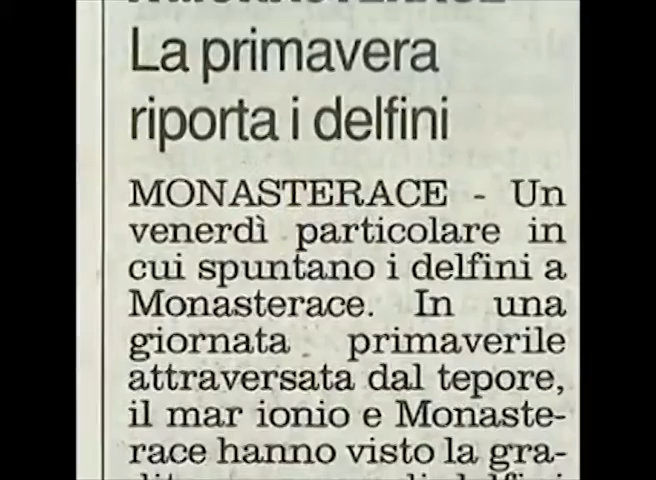 La primavera
riporta i delfini
MONASTERACE - Un
venerdì particolare in
cui spuntano i delfini a
Monasterace. In una
giornata primaverile
attraversata dal tepore,
il mar ionio e Monaste-
race hanno visto la gra-